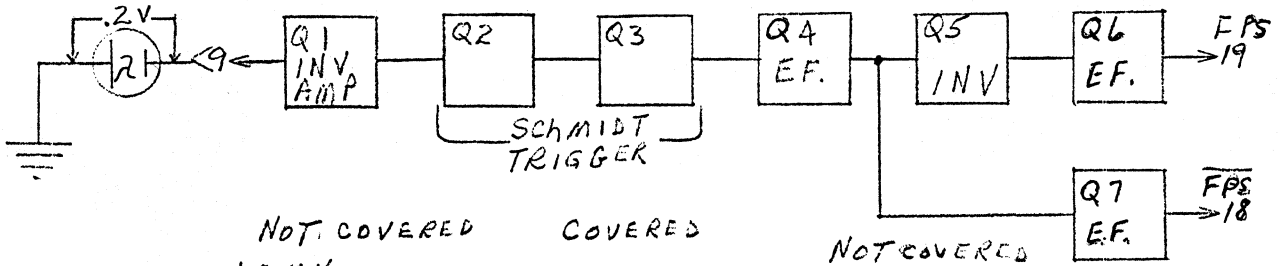 .2V
λ1
<9
Q1
INV
AMP
Q2
Q3
Q4
E.F.
Q5
INV
Q6
E.F.
FPS
19
SCHMIDT
TRIGGER
Q7
E.F.
FPS
18
NOT COVERED
COVERED
NOT COVERED